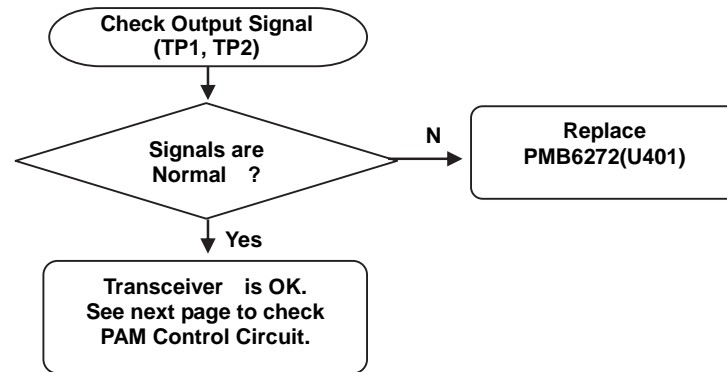 Check Output Signal
(TP1, TP2)
Signals are
Normal ?
N
Replace
PMB6272(U401)
Yes
Transceiver is OK.
See next page to check
PAM Control Circuit.